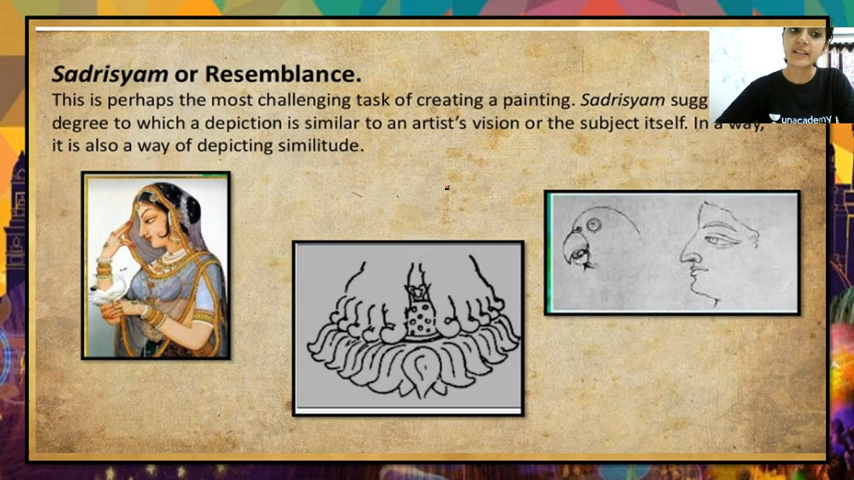 Sadrisyam or Resemblance.
This is perhaps the most challenging task of creating a painting. Sadrisyam sugg
degree to which a depiction is similar to an artist's vision or the subject itself. In a way,
it is also a way of depicting similitude.
unacademy